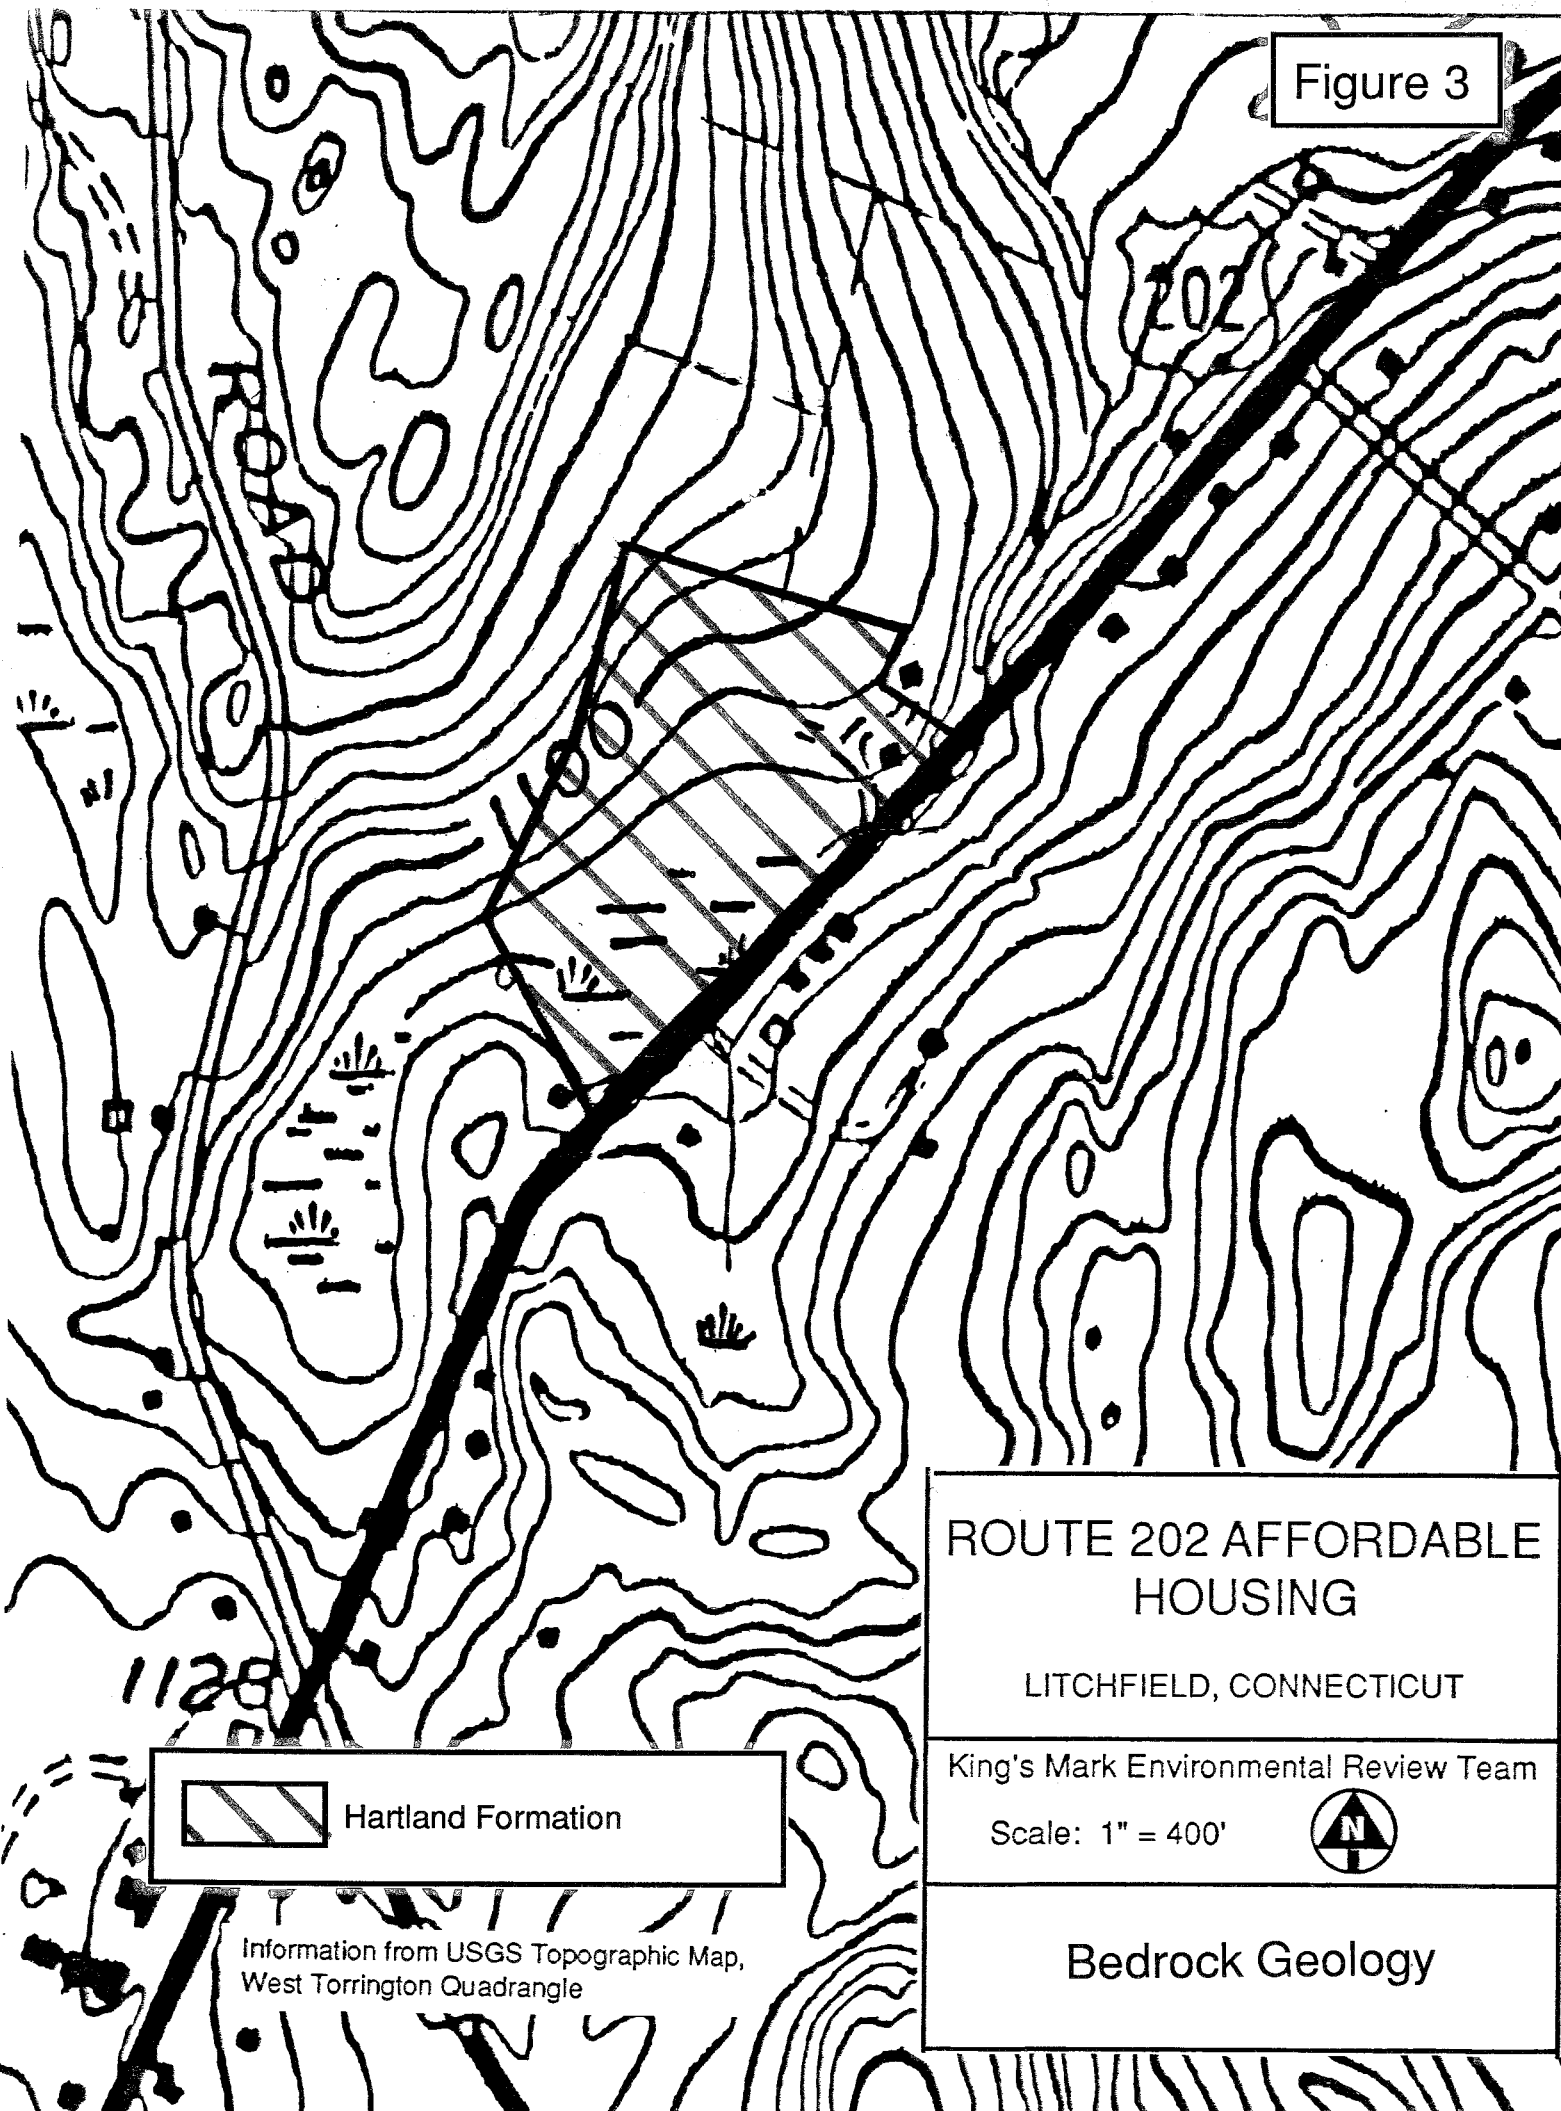 Figure 3
202
ROAD
1128
ROUTE 202 AFFORDABLE
HOUSING
LITCHFIELD, CONNECTICUT
King's Mark Environmental Review Team
Scale: 1" = 400'
N
Bedrock Geology
Hartland Formation
Information from USGS Topographic Map,
West Torrington Quadrangle